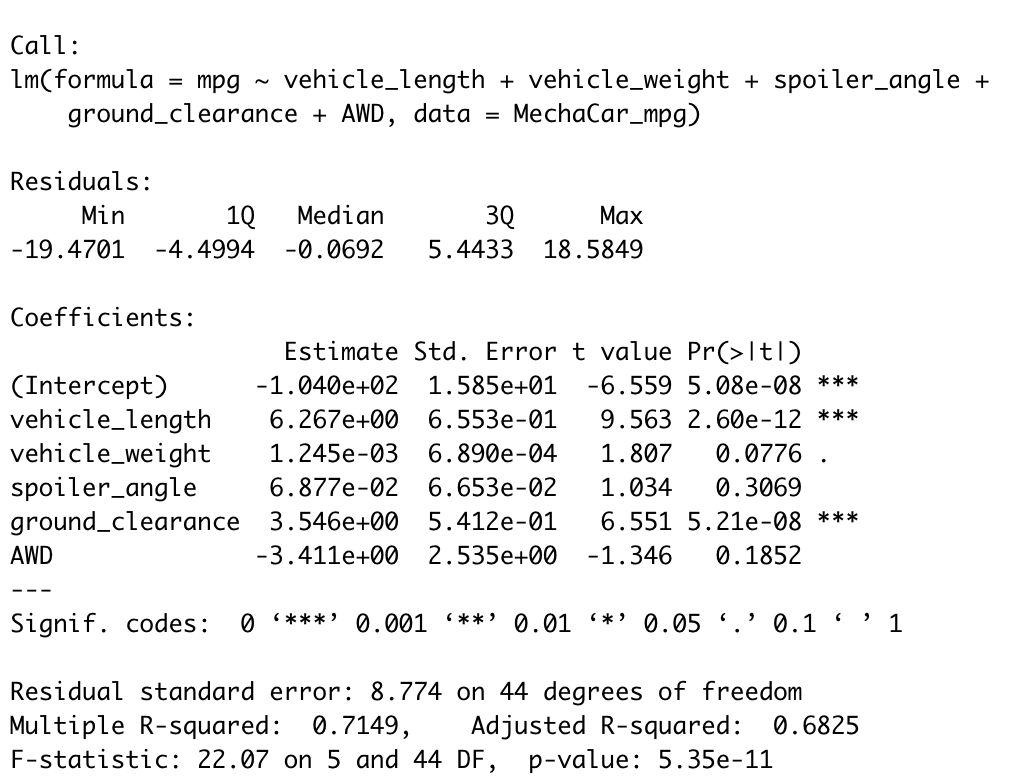 Call:
lm(formula = mpg ~ vehicle_length + vehicle_weight + spoiler_angle +
    ground_clearance + AWD, data = MechaCar_mpg)

Residuals:
     Min       1Q   Median       3Q      Max
-19.4701  -4.4994  -0.0692   5.4433  18.5849

Coefficients:
                   Estimate Std. Error t value Pr(>|t|)
(Intercept)      -1.040e+02  1.585e+01  -6.559 5.08e-08 ***
vehicle_length    6.267e+00  6.553e-01   9.563 2.60e-12 ***
vehicle_weight    1.245e-03  6.890e-04   1.807   0.0776 .
spoiler_angle     6.877e-02  6.653e-02   1.034   0.3069
ground_clearance  3.546e+00  5.412e-01   6.551 5.21e-08 ***
AWD              -3.411e+00  2.535e+00  -1.346   0.1852
---
Signif. codes:  0 ‘***’ 0.001 ‘**’ 0.01 ‘*’ 0.05 ‘.’ 0.1 ‘ ’ 1

Residual standard error: 8.774 on 44 degrees of freedom
Multiple R-squared:  0.7149,    Adjusted R-squared:  0.6825
F-statistic: 22.07 on 5 and 44 DF,  p-value: 5.35e-11